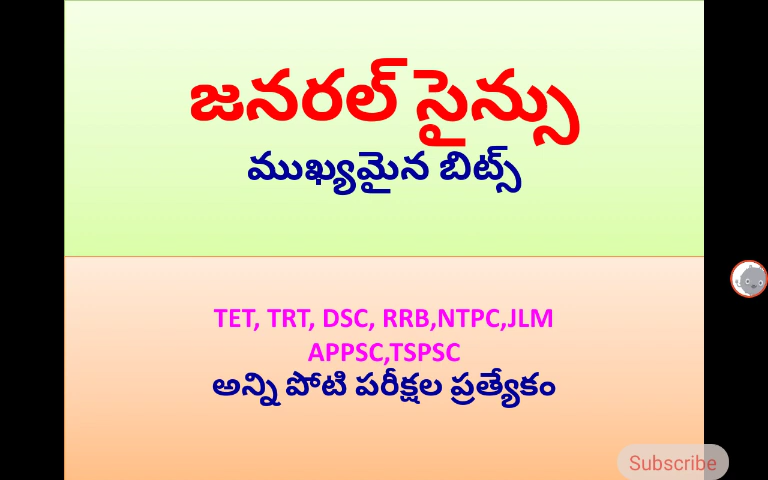 జనరల్ సైన్సు
ముఖ్యమైన బిట్స్
TET, TRT, DSC, RRB,NTPC,JLM
APPSC,TSPSC
అన్ని పోటి పరీక్షల ప్రత్యేకం
Subscribe